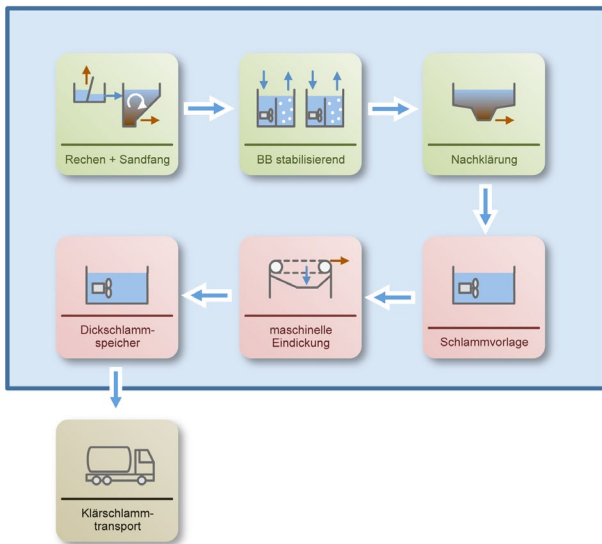 Rechen + Sandfang
BB stabilisierend
Nachklärung
Schlammvorlage
maschinelle
Eindickung
Dickschlamm-
speicher
Klärschlamm-
transport